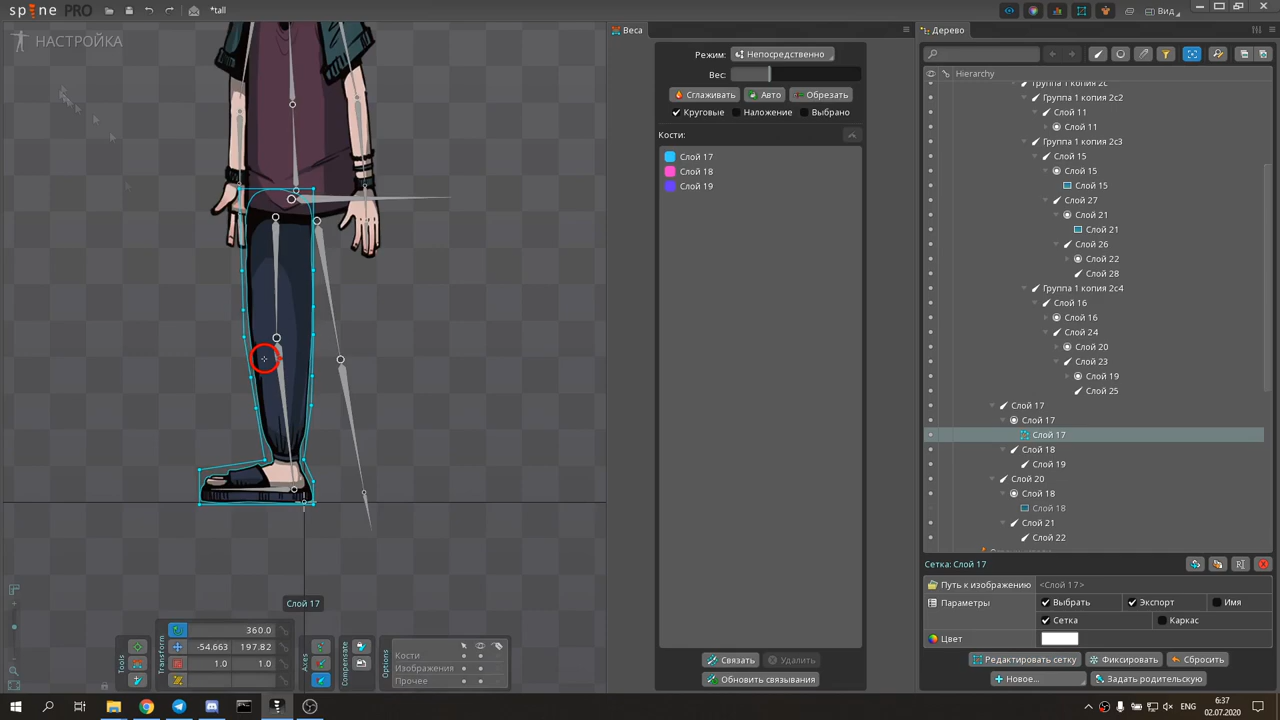 spine PRO
*tall
Вид
НАСТРОЙКА
Веса
Режим: Непосредственно
Вес:
Сглаживать Авто Обрезать
Круговые Наложение Выбрано
Кости:
Слой 17
Слой 18
Слой 19
Связать Удалить
Обновить связывания
Дерево
Hierarchy
Группа 1 копия 2с
Группа 1 копия 2с2
Слой 11
Слой 11
Группа 1 копия 2с3
Слой 15
Слой 15
Слой 15
Слой 27
Слой 21
Слой 21
Слой 26
Слой 22
Слой 28
Группа 1 копия 2с4
Слой 16
Слой 16
Слой 24
Слой 20
Слой 23
Слой 19
Слой 25
Слой 17
Слой 17
Слой 17
Слой 18
Слой 19
Слой 20
Слой 18
Слой 18
Слой 21
Слой 22
Сетка: Слой 17
Путь к изображению <Слой 17>
Параметры Выбрать Экспорт Имя
Сетка Каркас
Цвет
Редактировать сетку Фиксировать Сбросить
Новое... Задать родительскую
Слой 17
Tools
Transform
360.0
-54.663 197.82
1.0 1.0
Axes
Compensate
Options
Кости
Изображения
Прочее
ENG
6:37
02.07.2020